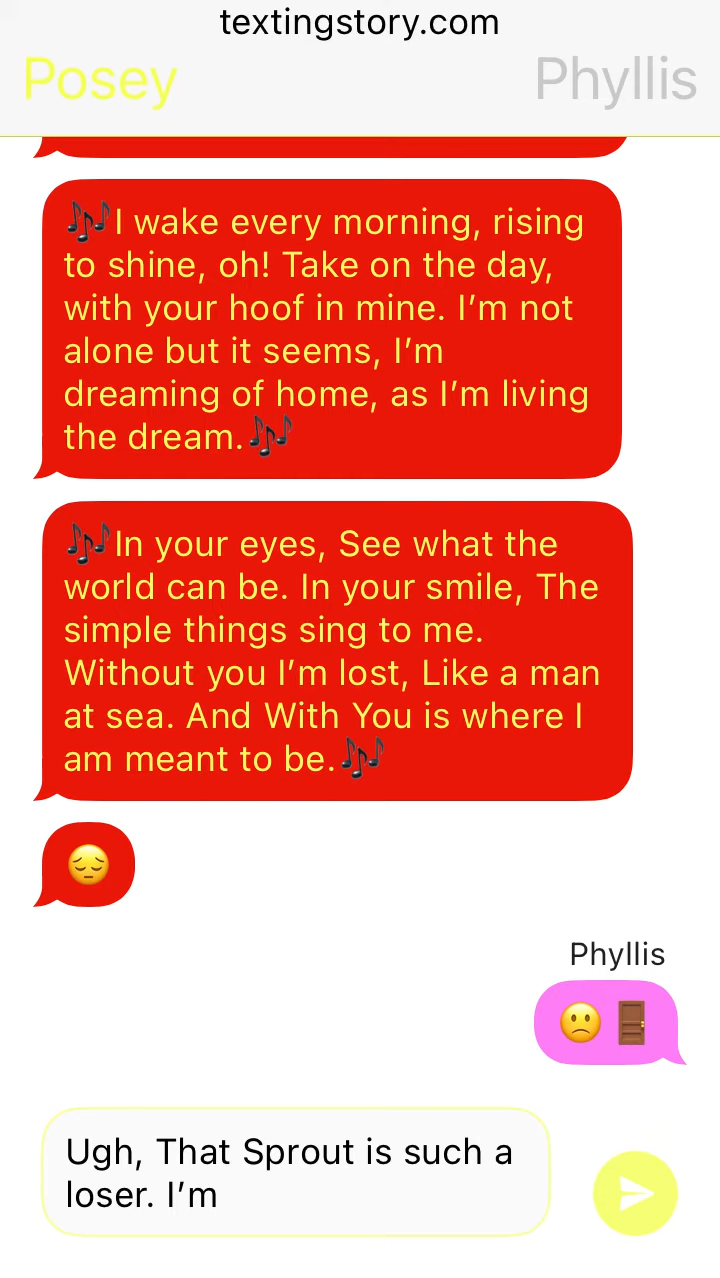 textingstory.com
Posey
Phyllis
🎶I wake every morning, rising
to shine, oh! Take on the day,
with your hoof in mine. I’m not
alone but it seems, I’m
dreaming of home, as I’m living
the dream.🎶
🎶In your eyes, See what the
world can be. In your smile, The
simple things sing to me.
Without you I’m lost, Like a man
at sea. And With You is where I
am meant to be.🎶
😔
Phyllis
🙁🚪
Ugh, That Sprout is such a
loser. I’m